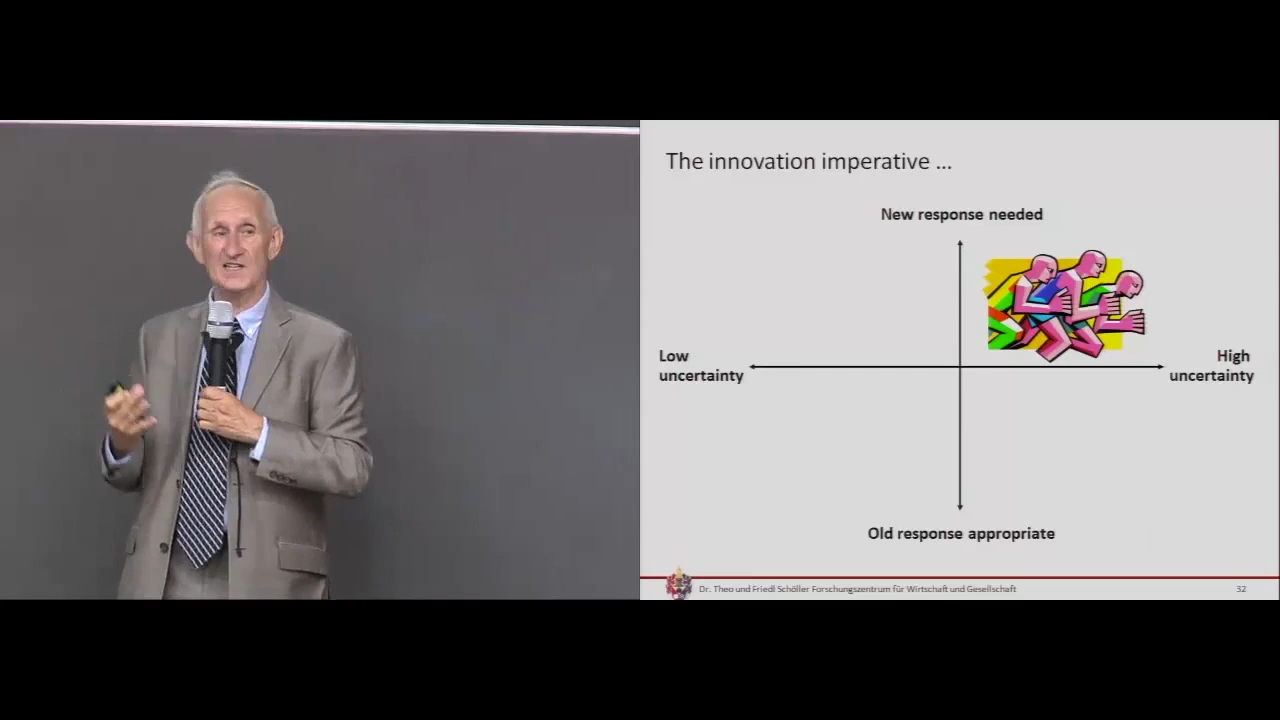 The innovation imperative ...
New response needed
Low
uncertainty
High
uncertainty
Old response appropriate
Dr. Theo und Friedl Schöller Forschungszentrum für Wirtschaft und Gesellschaft
32